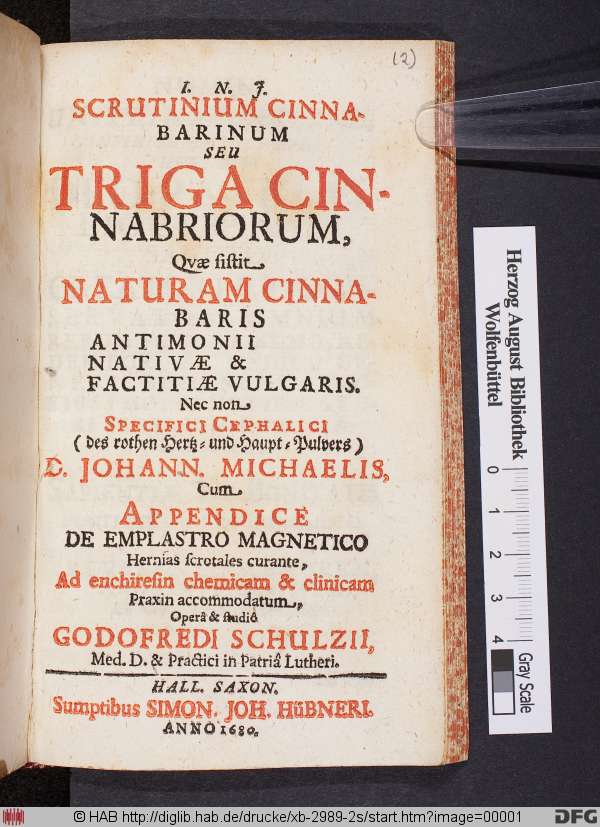 (2)
I. N. J.
SCRUTINIUM CINNA-
BARINUM
SEU
TRIGA CIN-
NABRIORUM,
Qvæ sistit
NATURAM CINNA-
BARIS
ANTIMONII
NATIVÆ &
FACTITIÆ VULGARIS.
Nec non
SPECIFICI CEPHALICI
(des rothen Hertz- und Haupt-Pulvers)
D. JOHANN. MICHAELIS,
Cum
APPENDICE
DE EMPLASTRO MAGNETICO
Hernias scrotales curante,
Ad enchiresin chemicam & clinicam
Praxin accommodatum,
Operâ & studiô
GODOFREDI SCHULZII,
Med. D. & Practici in Patriâ Lutheri.
HALL. SAXON.
Sumptibus SIMON. JOH. HüBNERI.
ANNO 1680.
Herzog August Bibliothek
Wolfenbüttel
0
1
2
3
4
Gray Scale
© HAB http://diglib.hab.de/drucke/xb-2989-2s/start.htm?image=00001
DFG